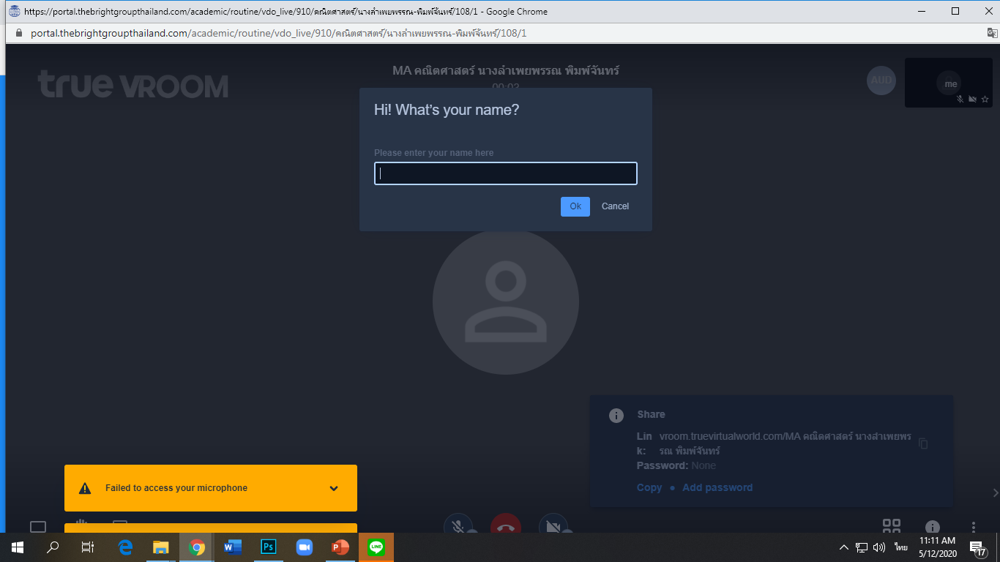 https://portal.thebrightgroupthailand.com/academic/routine/vdo_live/910/คณิตศาสตร์/นางลำเพยพรรณ-พิมพ์จันทร์/108/1 - Google Chrome
portal.thebrightgroupthailand.com/academic/routine/vdo_live/910/คณิตศาสตร์/นางลำเพยพรรณ-พิมพ์จันทร์/108/1
true VROOM
MA คณิตศาสตร์ นางลำเพยพรรณ พิมพ์จันทร์
00:03
AUD
me
Hi! What's your name?
Please enter your name here
Ok Cancel
Share
Lin vroom.truevirtualworld.com/MA คณิตศาสตร์ นางลำเพยพร
k: รณ พิมพ์จันทร์
Password: None
Copy • Add password
Failed to access your microphone
ไทย
11:11 AM
5/12/2020
17
LINE